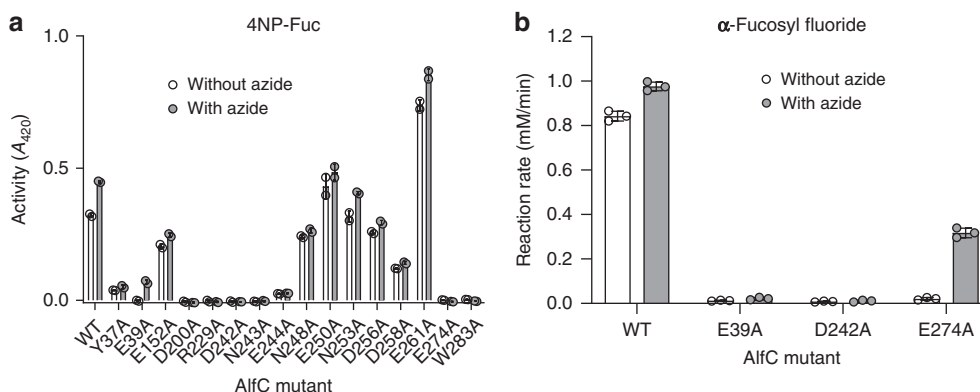 a
4NP-Fuc
1.0
0.5
0.0
Activity (A420)
Without azide
With azide
WT
Y37A
E39A
E152A
D200A
R229A
D242A
N243A
E244A
N248A
E250A
N253A
D256A
D258A
E261A
E274A
W283A
AlfC mutant
b
α-Fucosyl fluoride
1.2
1.0
0.8
0.6
0.4
0.2
0.0
Reaction rate (mM/min)
Without azide
With azide
WT
E39A
D242A
E274A
AlfC mutant